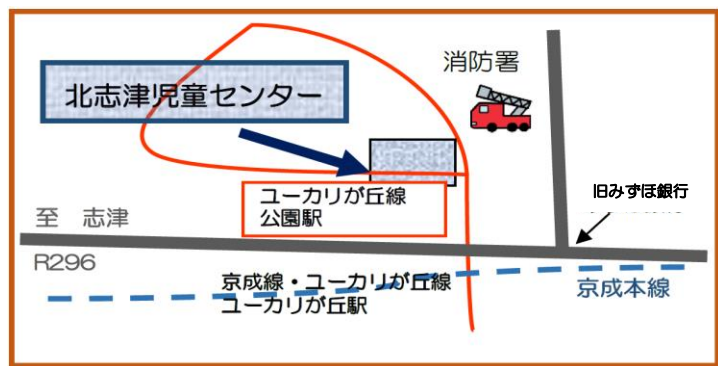 消防署
北志津児童センター
旧みずほ銀行
ユーカリが丘線
公園駅
至 志津
R296
京成線・ユーカリが丘線
ユーカリが丘駅
京成本線